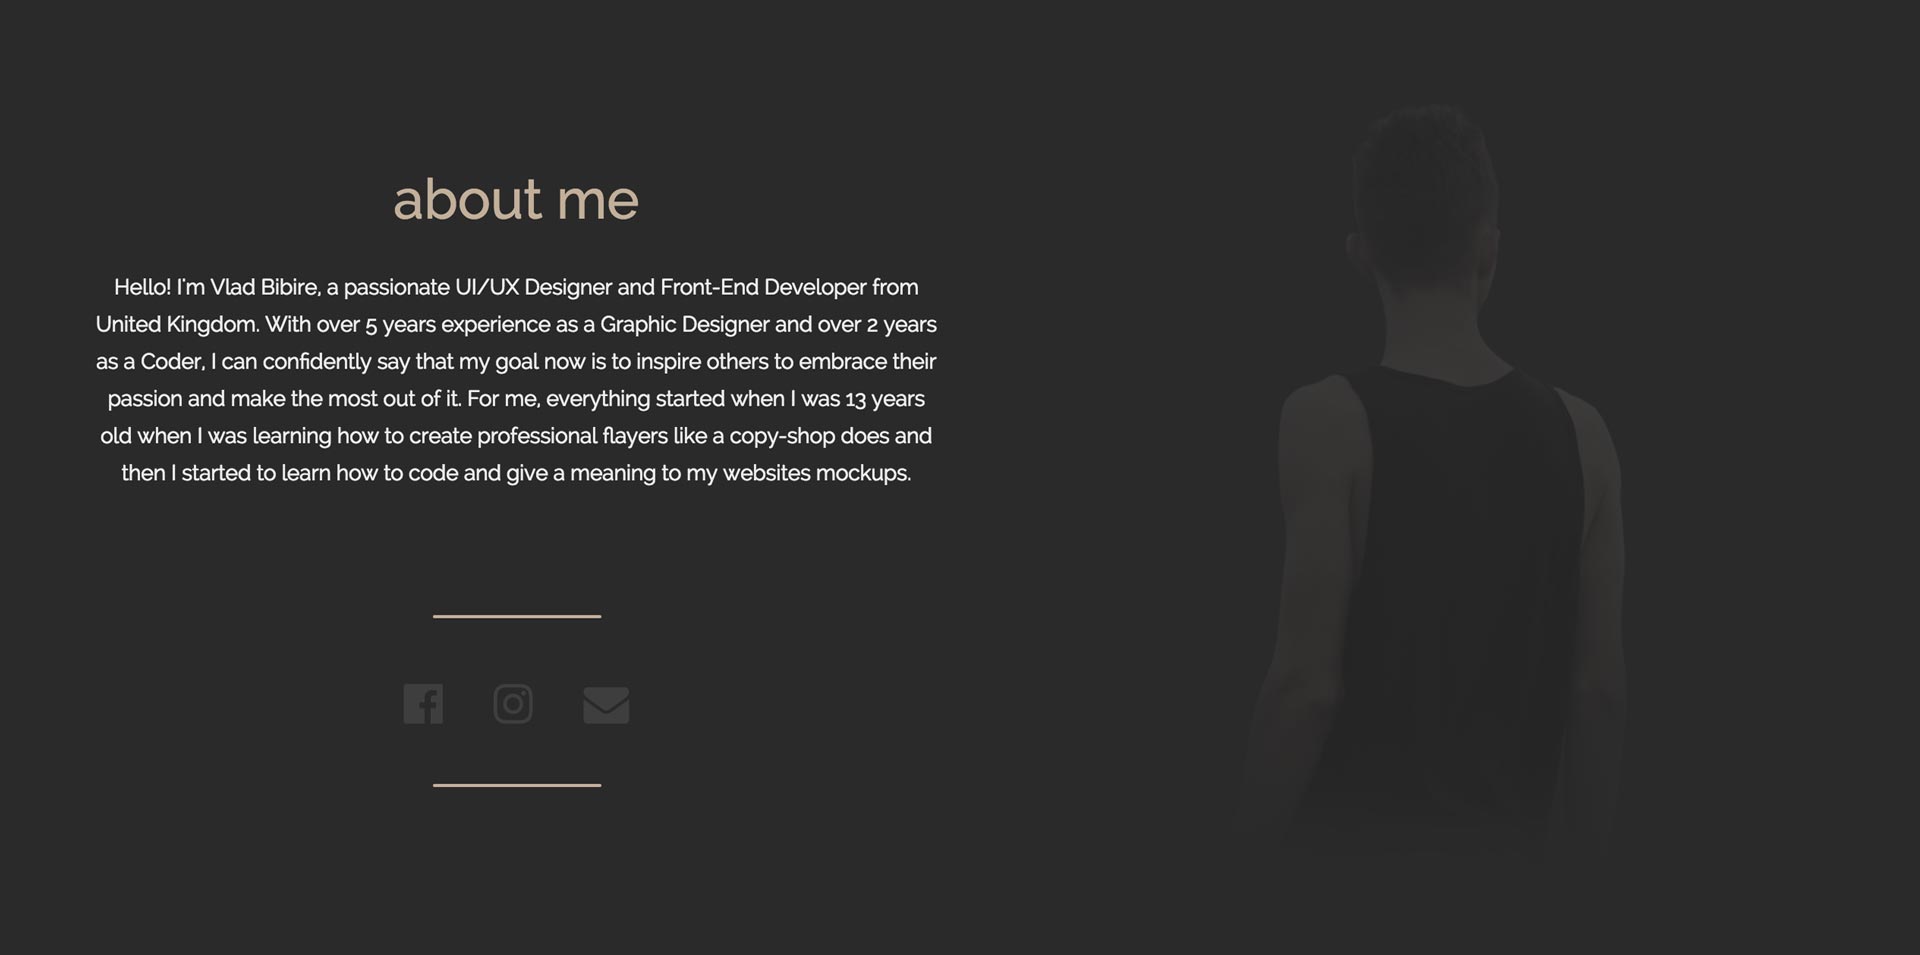 about me
Hello! I'm Vlad Bibire, a passionate UI/UX Designer and Front-End Developer from
United Kingdom. With over 5 years experience as a Graphic Designer and over 2 years
as a Coder, I can confidently say that my goal now is to inspire others to embrace their
passion and make the most out of it. For me, everything started when I was 13 years
old when I was learning how to create professional flayers like a copy-shop does and
then I started to learn how to code and give a meaning to my websites mockups.